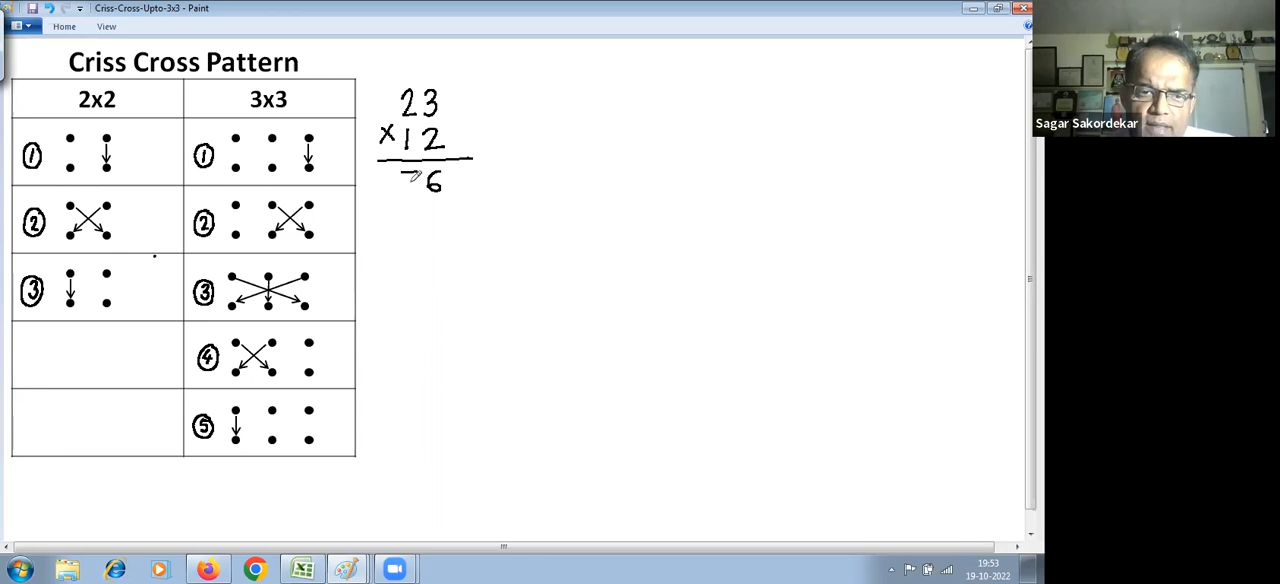 Criss-Cross-Upto-3x3 - Paint
Home View
Criss Cross Pattern
2x2 3x3
1 1
2 2
3 3
4
5
23
×12
6
Sagar Sakordekar
19:53
19-10-2022